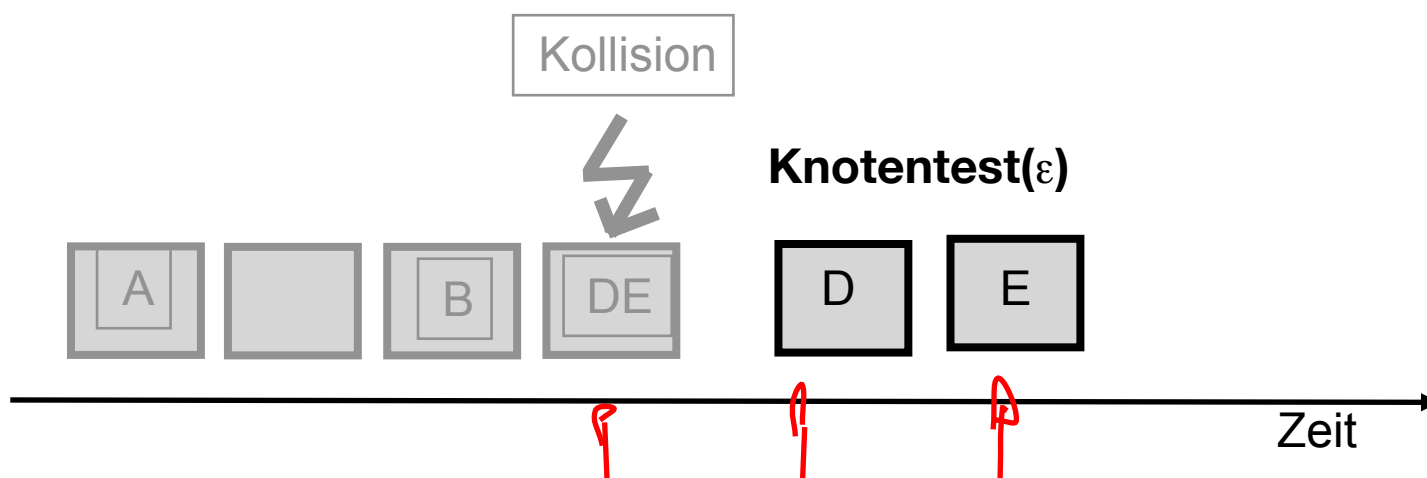 Kollision
Knotentest(ε)
A B DE D E
Zeit